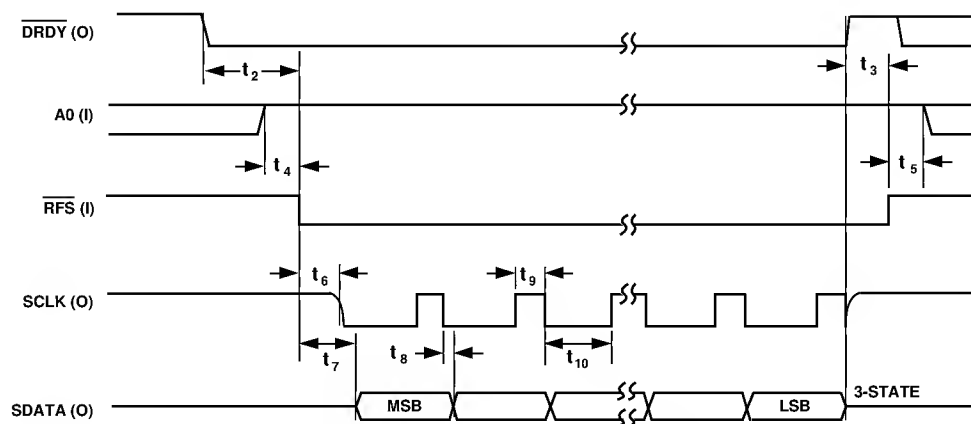 DRDY (O)
t2
t3
A0 (I)
t4
t5
RFS (I)
t6
t9
SCLK (O)
t7
t8
t10
SDATA (O)
MSB
LSB
3-STATE